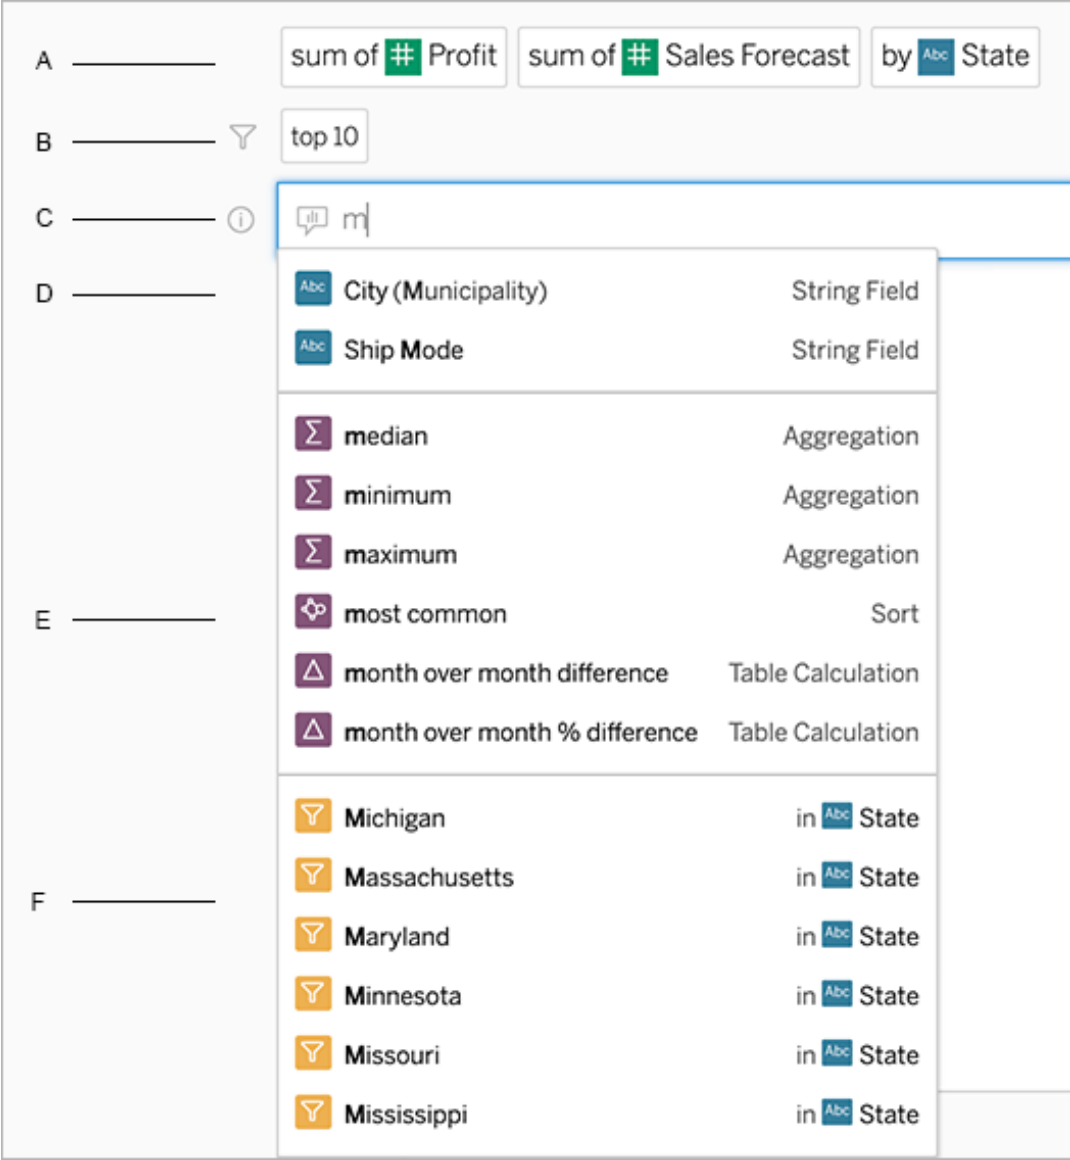 A sum of # Profit sum of # Sales Forecast by Abc State
B top 10
C i m
D Abc City (Municipality) String Field
Abc Ship Mode String Field
Σ median Aggregation
Σ minimum Aggregation
Σ maximum Aggregation
E most common Sort
month over month difference Table Calculation
month over month % difference Table Calculation
Michigan in Abc State
F Massachusetts in Abc State
Maryland in Abc State
Minnesota in Abc State
Missouri in Abc State
Mississippi in Abc State